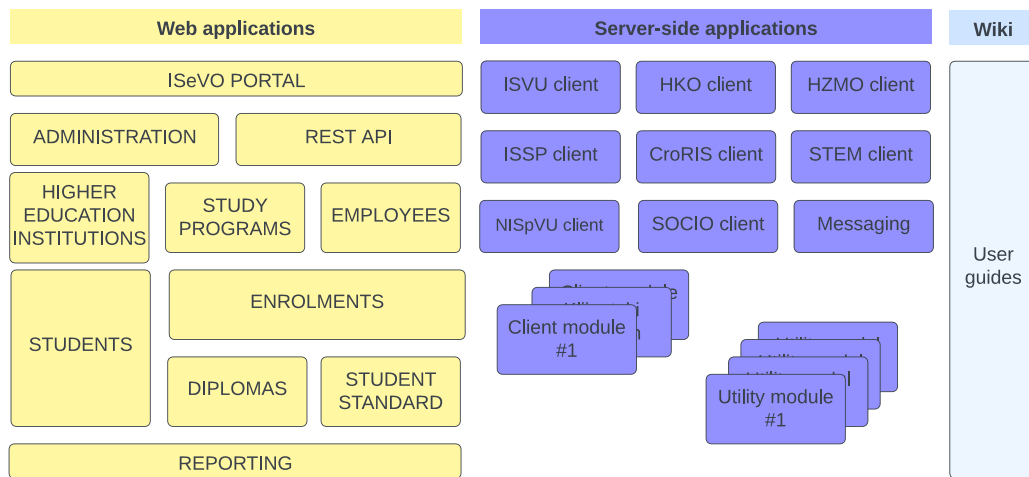 Web applications
Server-side applications
Wiki
ISeVO PORTAL
ADMINISTRATION
REST API
HIGHER
EDUCATION
INSTITUTIONS
STUDY
PROGRAMS
EMPLOYEES
STUDENTS
ENROLMENTS
DIPLOMAS
STUDENT
STANDARD
REPORTING
ISVU client
HKO client
HZMO client
ISSP client
CroRIS client
STEM client
NISpVU client
SOCIO client
Messaging
Client module
#1
Utility module
#1
User
guides